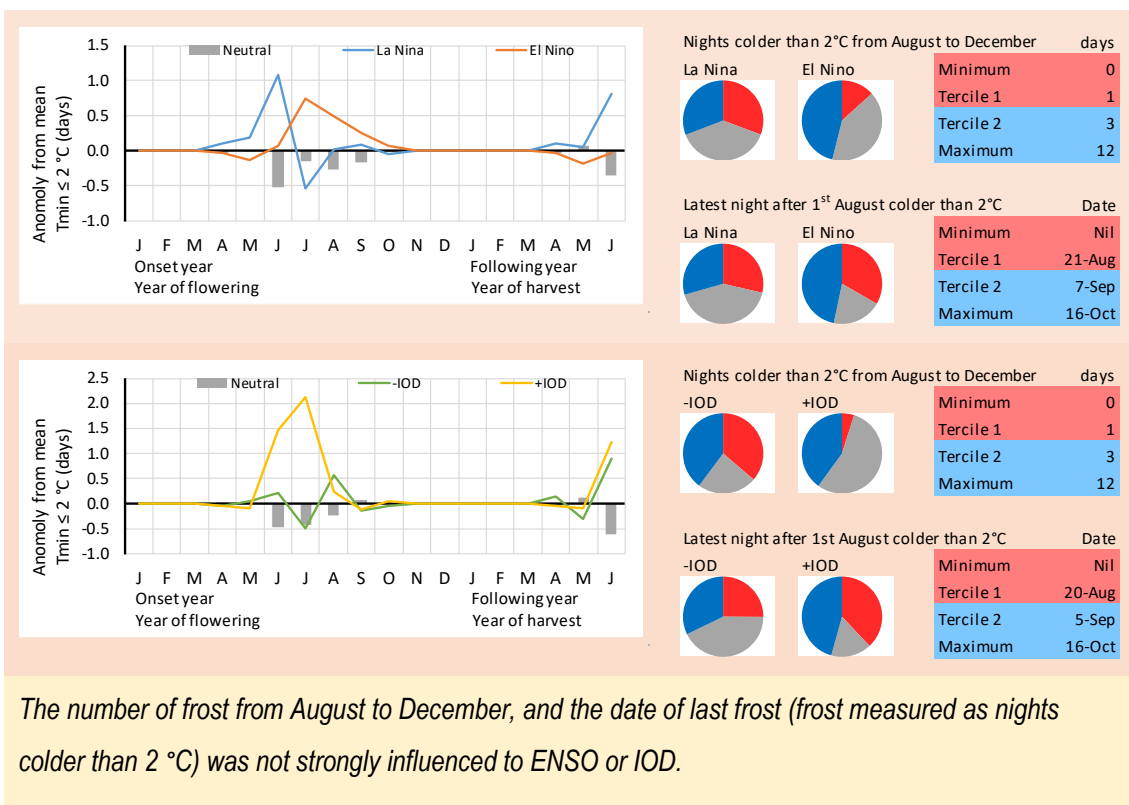 Neutral La Nina El Nino
1.5
1.0
0.5
0.0
-0.5
-1.0
Anomoly from mean
Tmin ≤ 2 °C (days)
J F M A M J J A S O N D J F M A M J
Onset year Following year
Year of flowering Year of harvest
Nights colder than 2°C from August to December days
La Nina El Nino
Minimum 0
Tercile 1 1
Tercile 2 3
Maximum 12
Latest night after 1st August colder than 2°C Date
La Nina El Nino
Minimum Nil
Tercile 1 21-Aug
Tercile 2 7-Sep
Maximum 16-Oct
Neutral -IOD +IOD
2.5
2.0
1.5
1.0
0.5
0.0
-0.5
-1.0
Anomoly from mean
Tmin ≤ 2 °C (days)
J F M A M J J A S O N D J F M A M J
Onset year Following year
Year of flowering Year of harvest
Nights colder than 2°C from August to December days
-IOD +IOD
Minimum 0
Tercile 1 1
Tercile 2 3
Maximum 12
Latest night after 1st August colder than 2°C Date
-IOD +IOD
Minimum Nil
Tercile 1 20-Aug
Tercile 2 5-Sep
Maximum 16-Oct
The number of frost from August to December, and the date of last frost (frost measured as nights
colder than 2 °C) was not strongly influenced to ENSO or IOD.